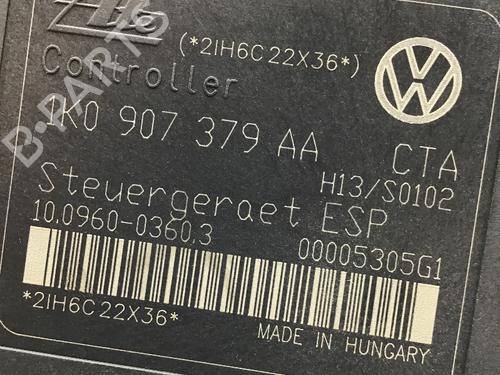 Ate (*2IH6C22X36*)
Controller
1K0 907 379 AA CTA
H13/S0102
Steuergeraet ESP
10.0960-0360.3 00005305G1
*2IH6C22X36*
MADE IN HUNGARY
B-PARTS